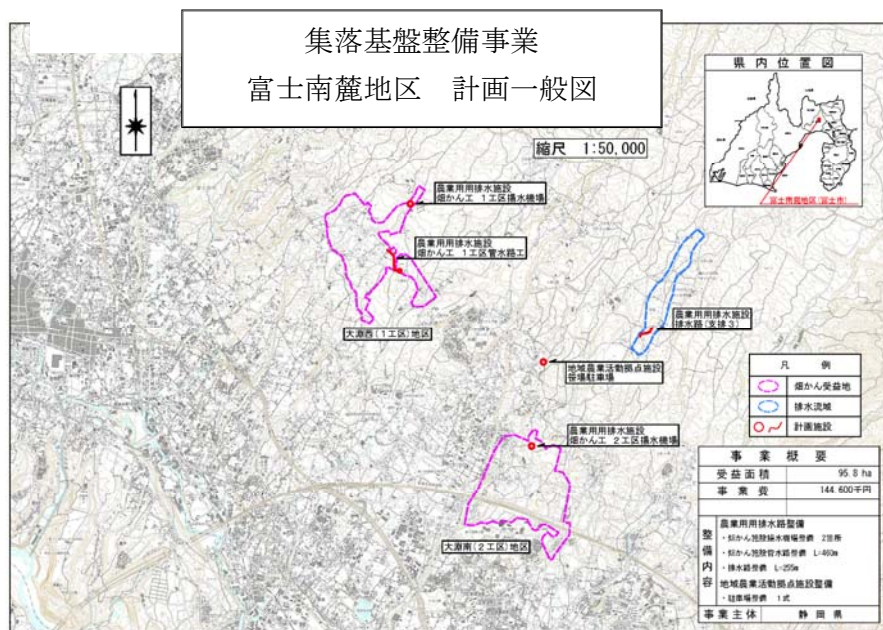 集落基盤整備事業
富士南麓地区 計画一般図
縮尺 1:50,000
県内位置図
富士南麓地区(富士市)
農業用用排水施設
畑かん工 1工区揚水機場
農業用用排水施設
畑かん工 1工区管水路工
大淵西(1工区)地区
農業用用排水施設
排水路(支排3)
地域農業活動拠点施設
笹場駐車場
農業用用排水施設
畑かん工 2工区揚水機場
大淵南(2工区)地区
凡 例
畑かん受益地
排水流域
計画施設
事業概要
受益面積 95.8 ha
事業費 144,600千円
整備内容
農業用用排水路整備
・畑かん施設揚水機場整備 2箇所
・畑かん施設管水路整備 L=460m
・排水路整備 L=255m
地域農業活動拠点施設整備
・駐車場整備 1式
事業主体 静岡県